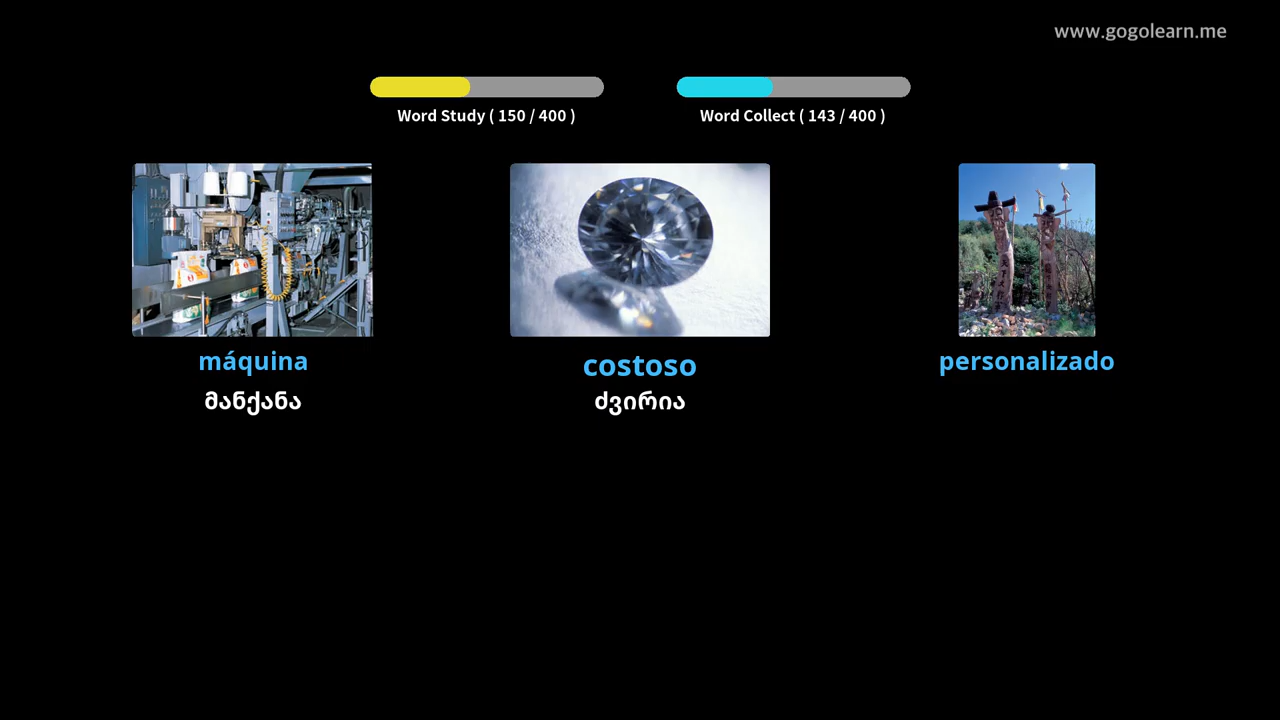 www.gogolearn.me
Word Study ( 150 / 400 )
Word Collect ( 143 / 400 )
máquina
costoso
personalizado
მანქანა
ძვირია